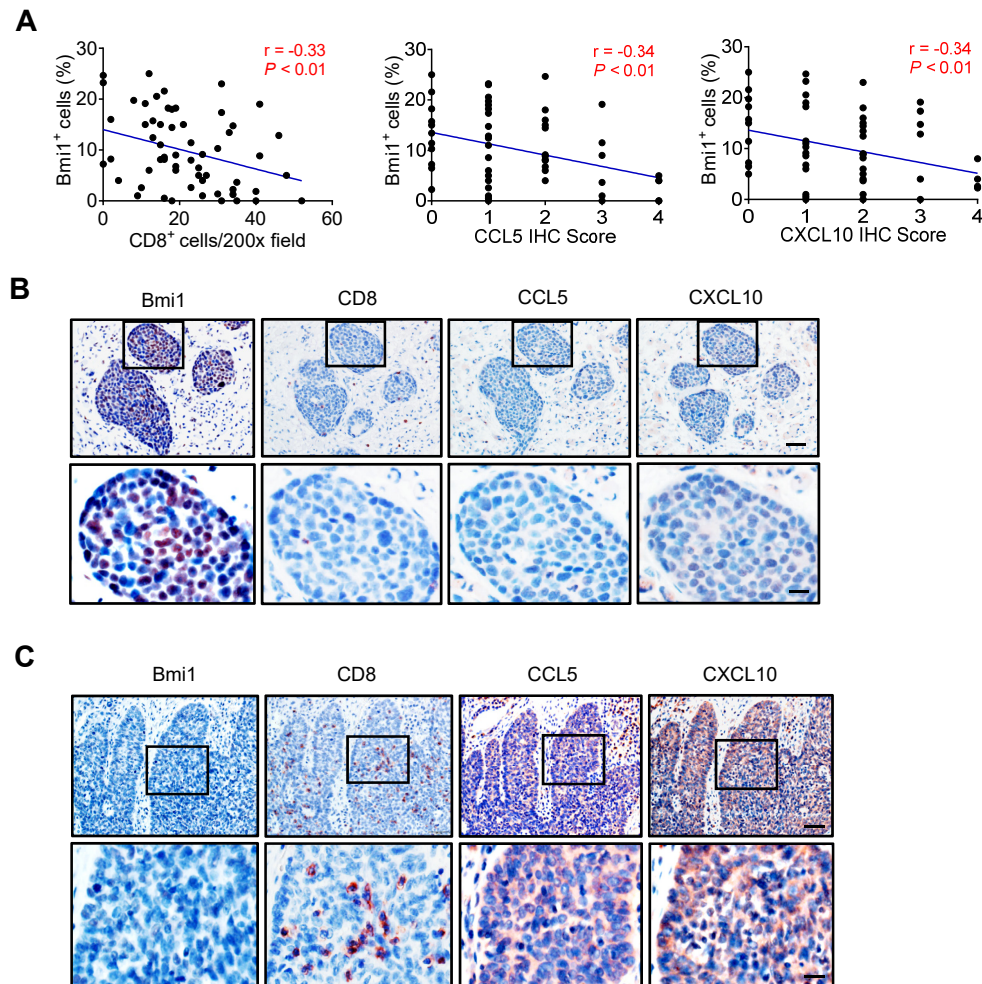 A
r = -0.33
P < 0.01
Bmi1⁺ cells (%)
30
20
10
0
0 20 40 60
CD8⁺ cells/200x field
r = -0.34
P < 0.01
Bmi1⁺ cells (%)
30
20
10
0
0 1 2 3 4
CCL5 IHC Score
r = -0.34
P < 0.01
Bmi1⁺ cells (%)
30
20
10
0
0 1 2 3 4
CXCL10 IHC Score
B
Bmi1 CD8 CCL5 CXCL10
C
Bmi1 CD8 CCL5 CXCL10